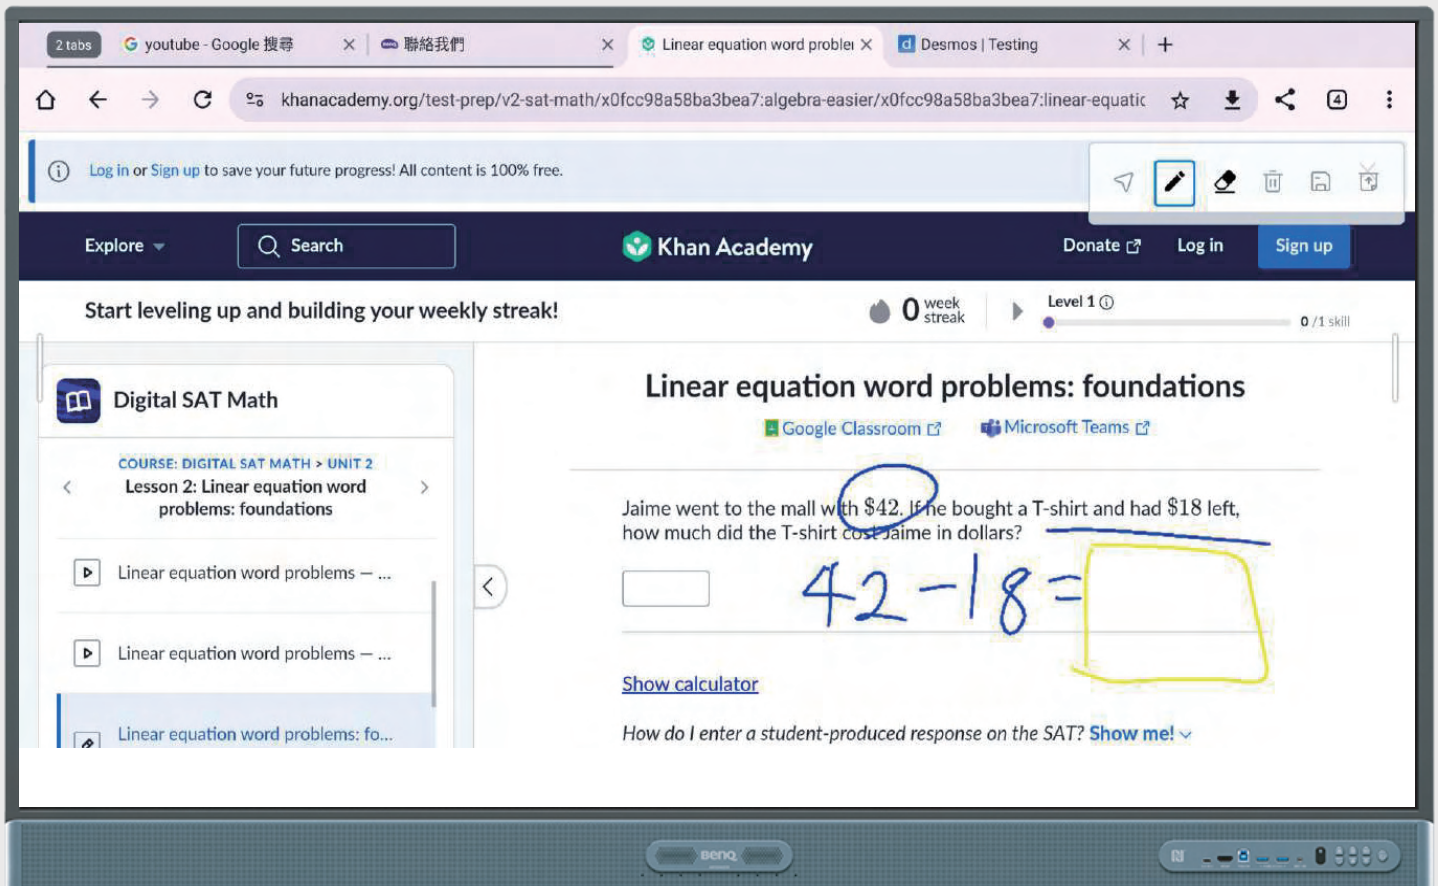 2 tabs
youtube - Google 搜尋
聯絡我們
Linear equation word probler
Desmos | Testing
khanacademy.org/test-prep/v2-sat-math/x0fcc98a58ba3bea7:algebra-easier/x0fcc98a58ba3bea7:linear-equatic
4
Log in or Sign up to save your future progress! All content is 100% free.
Explore
Search
Khan Academy
Donate
Log in
Sign up
Start leveling up and building your weekly streak!
0 week streak
Level 1
0 /1 skill
Digital SAT Math
COURSE: DIGITAL SAT MATH > UNIT 2
Lesson 2: Linear equation word
problems: foundations
Linear equation word problems — ...
Linear equation word problems — ...
Linear equation word problems: fo...
Linear equation word problems: foundations
Google Classroom
Microsoft Teams
Jaime went to the mall with $42. If he bought a T-shirt and had $18 left,
how much did the T-shirt cost Jaime in dollars?
42-18=
Show calculator
How do I enter a student-produced response on the SAT? Show me!
BenQ